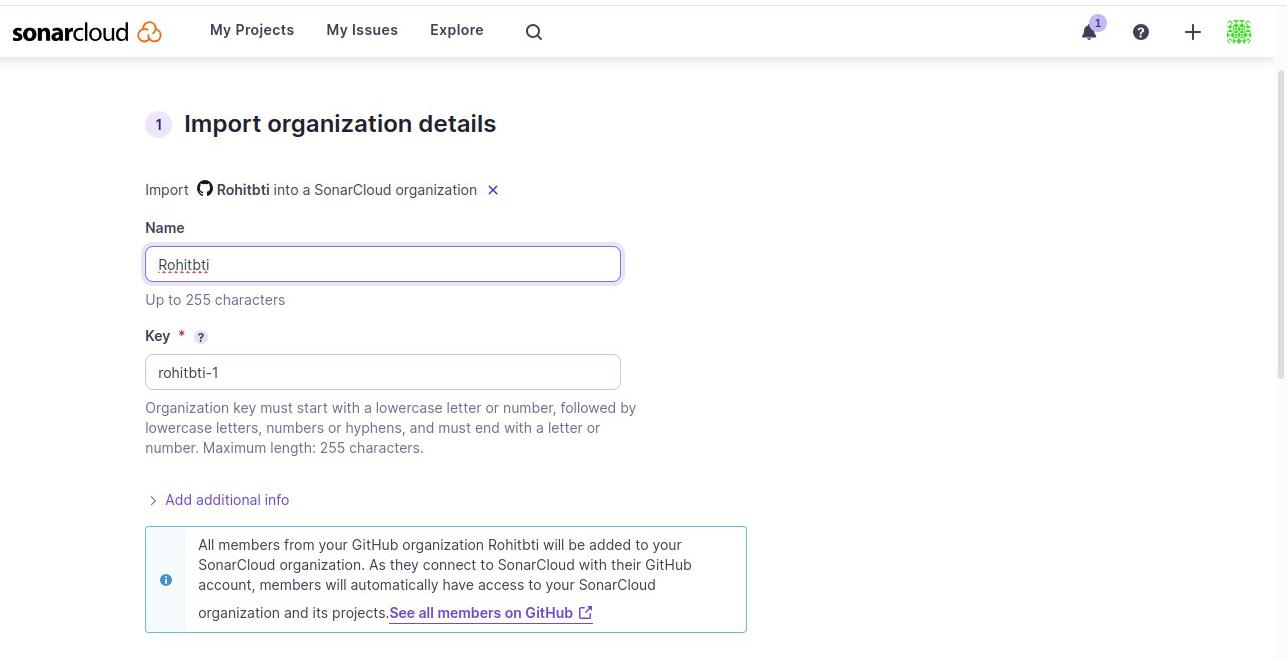 sonarcloud My Projects My Issues Explore 1 ?
1 Import organization details
Import Rohitbti into a SonarCloud organization ×
Name
Rohitbti
Up to 255 characters
Key * ?
rohitbti-1
Organization key must start with a lowercase letter or number, followed by
lowercase letters, numbers or hyphens, and must end with a letter or
number. Maximum length: 255 characters.
Add additional info
All members from your GitHub organization Rohitbti will be added to your
SonarCloud organization. As they connect to SonarCloud with their GitHub
account, members will automatically have access to your SonarCloud
organization and its projects.See all members on GitHub